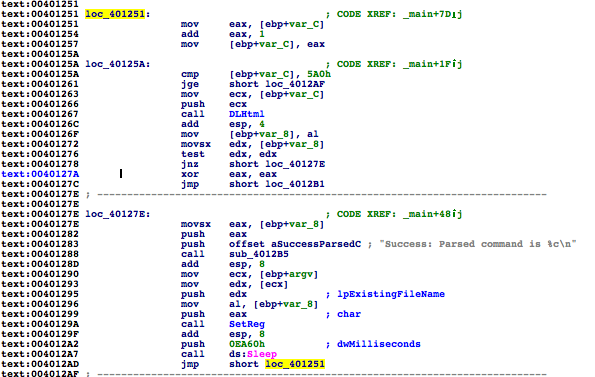 text:00401251
text:00401251 loc_401251: ; CODE XREF: _main+7D↓j
text:00401251 mov eax, [ebp+var_C]
text:00401254 add eax, 1
text:00401257 mov [ebp+var_C], eax
text:0040125A
text:0040125A loc_40125A: ; CODE XREF: _main+1F↑j
text:0040125A cmp [ebp+var_C], 5A0h
text:00401261 jge short loc_4012AF
text:00401263 mov ecx, [ebp+var_C]
text:00401266 push ecx
text:00401267 call DLHtml
text:0040126C add esp, 4
text:0040126F mov [ebp+var_8], al
text:00401272 movsx edx, [ebp+var_8]
text:00401276 test edx, edx
text:00401278 jnz short loc_40127E
text:0040127A xor eax, eax
text:0040127C jmp short loc_4012B1
text:0040127E ; ---------------------------------------------------------------------------
text:0040127E
text:0040127E loc_40127E: ; CODE XREF: _main+48↑j
text:0040127E movsx eax, [ebp+var_8]
text:00401282 push eax
text:00401283 push offset aSuccessParsedC ; "Success: Parsed command is %c\n"
text:00401288 call sub_4012B5
text:0040128D add esp, 8
text:00401290 mov ecx, [ebp+argv]
text:00401293 mov edx, [ecx]
text:00401295 push edx ; lpExistingFileName
text:00401296 mov al, [ebp+var_8]
text:00401299 push eax ; char
text:0040129A call SetReg
text:0040129F add esp, 8
text:004012A2 push 0EA60h ; dwMilliseconds
text:004012A7 call ds:Sleep
text:004012AD jmp short loc_401251
text:004012AF ; ---------------------------------------------------------------------------